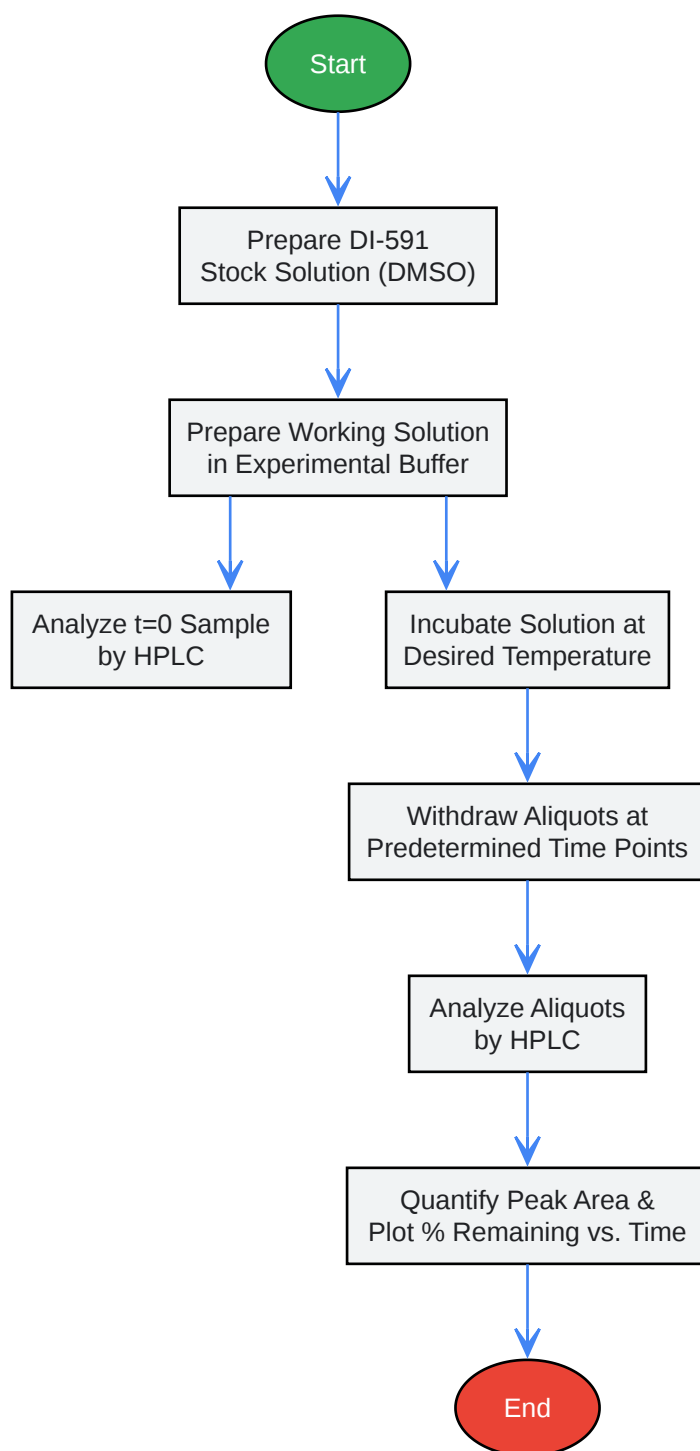 Start
Prepare DI-591
Stock Solution (DMSO)
Prepare Working Solution
in Experimental Buffer
Analyze t=0 Sample
by HPLC
Incubate Solution at
Desired Temperature
Withdraw Aliquots at
Predetermined Time Points
Analyze Aliquots
by HPLC
Quantify Peak Area &
Plot % Remaining vs. Time
End